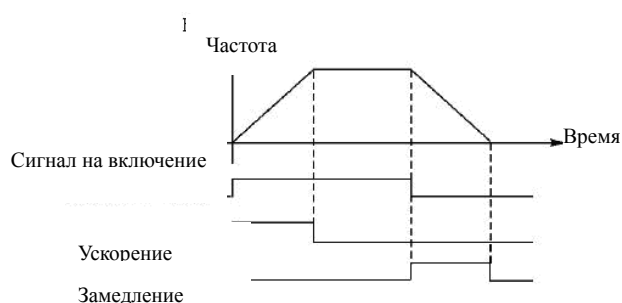 Частота
Время
Сигнал на включение
Ускорение
Замедление